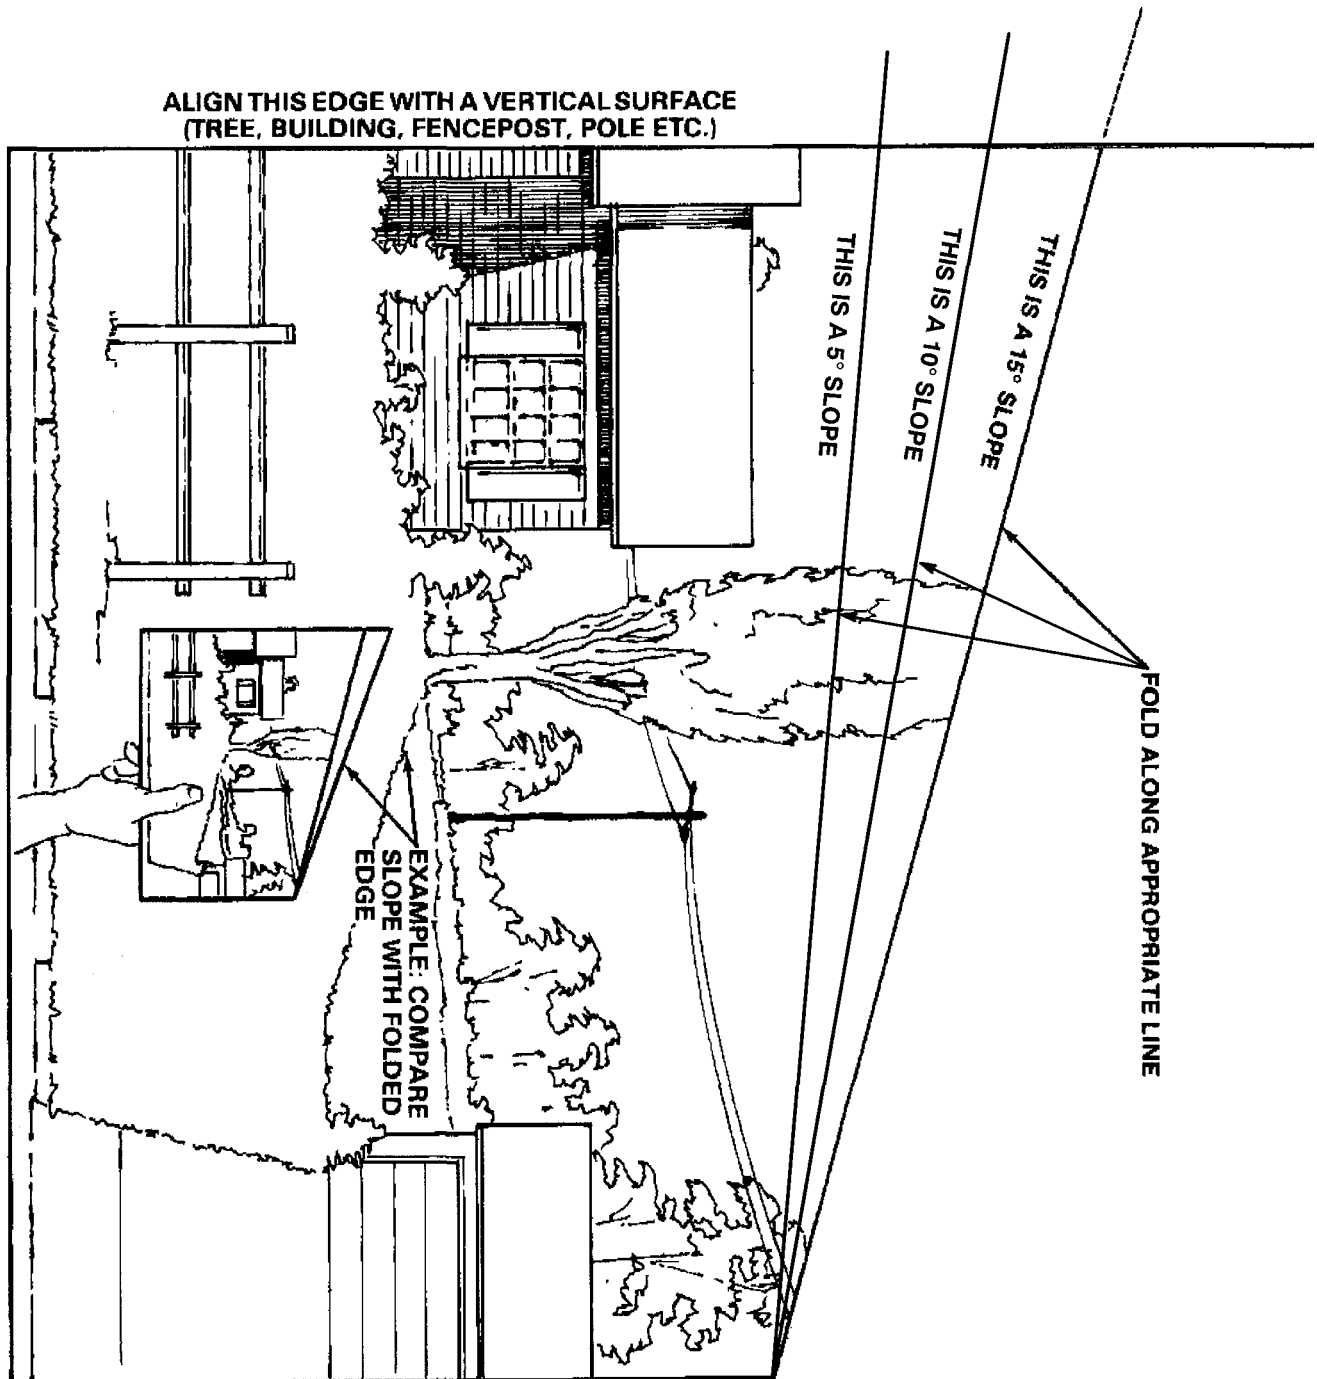 ALIGN THIS EDGE WITH A VERTICAL SURFACE
(TREE, BUILDING, FENCEPOST, POLE ETC.)
THIS IS A 15° SLOPE
THIS IS A 10° SLOPE
THIS IS A 5° SLOPE
FOLD ALONG APPROPRIATE LINE
EXAMPLE: COMPARE
SLOPE WITH FOLDED
EDGE